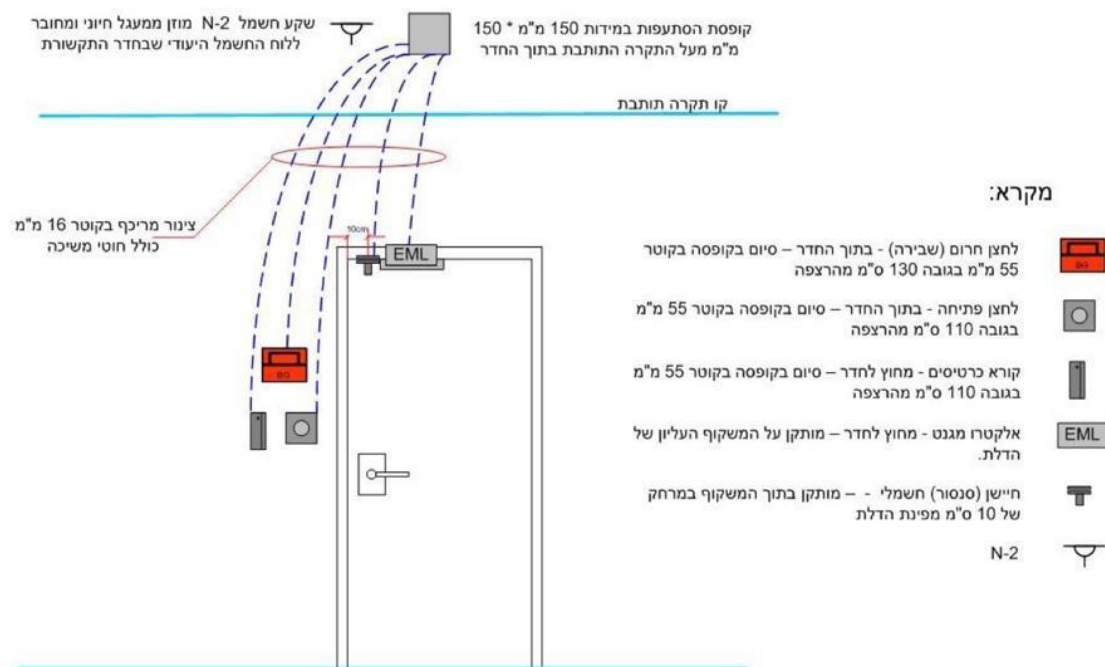 שקע חשמל N-2 מוזן ממעגל חיוני ומחובר
ללוח החשמל היעודי שבחדר התקשורת
קופסת הסתעפות במידות 150 מ"מ * 150
מ"מ מעל התקרה התותבת בתוך החדר
קו תקרה תותבת
צינור מריכף בקוטר 16 מ"מ
כולל חוטי משיכה
10cm
EML
BG
מקרא:
לחצן חרום (שבירה) - בתוך החדר – סיום בקופסה בקוטר
55 מ"מ בגובה 130 ס"מ מהרצפה
BG
לחצן פתיחה - בתוך החדר – סיום בקופסה בקוטר 55 מ"מ
בגובה 110 ס"מ מהרצפה
קורא כרטיסים - מחוץ לחדר – סיום בקופסה בקוטר 55 מ"מ
בגובה 110 ס"מ מהרצפה
אלקטרו מגנט - מחוץ לחדר – מותקן על המשקוף העליון של
הדלת.
EML
חיישן (סנסור) חשמלי - – מותקן בתוך המשקוף במרחק
של 10 ס"מ מפינת הדלת
N-2